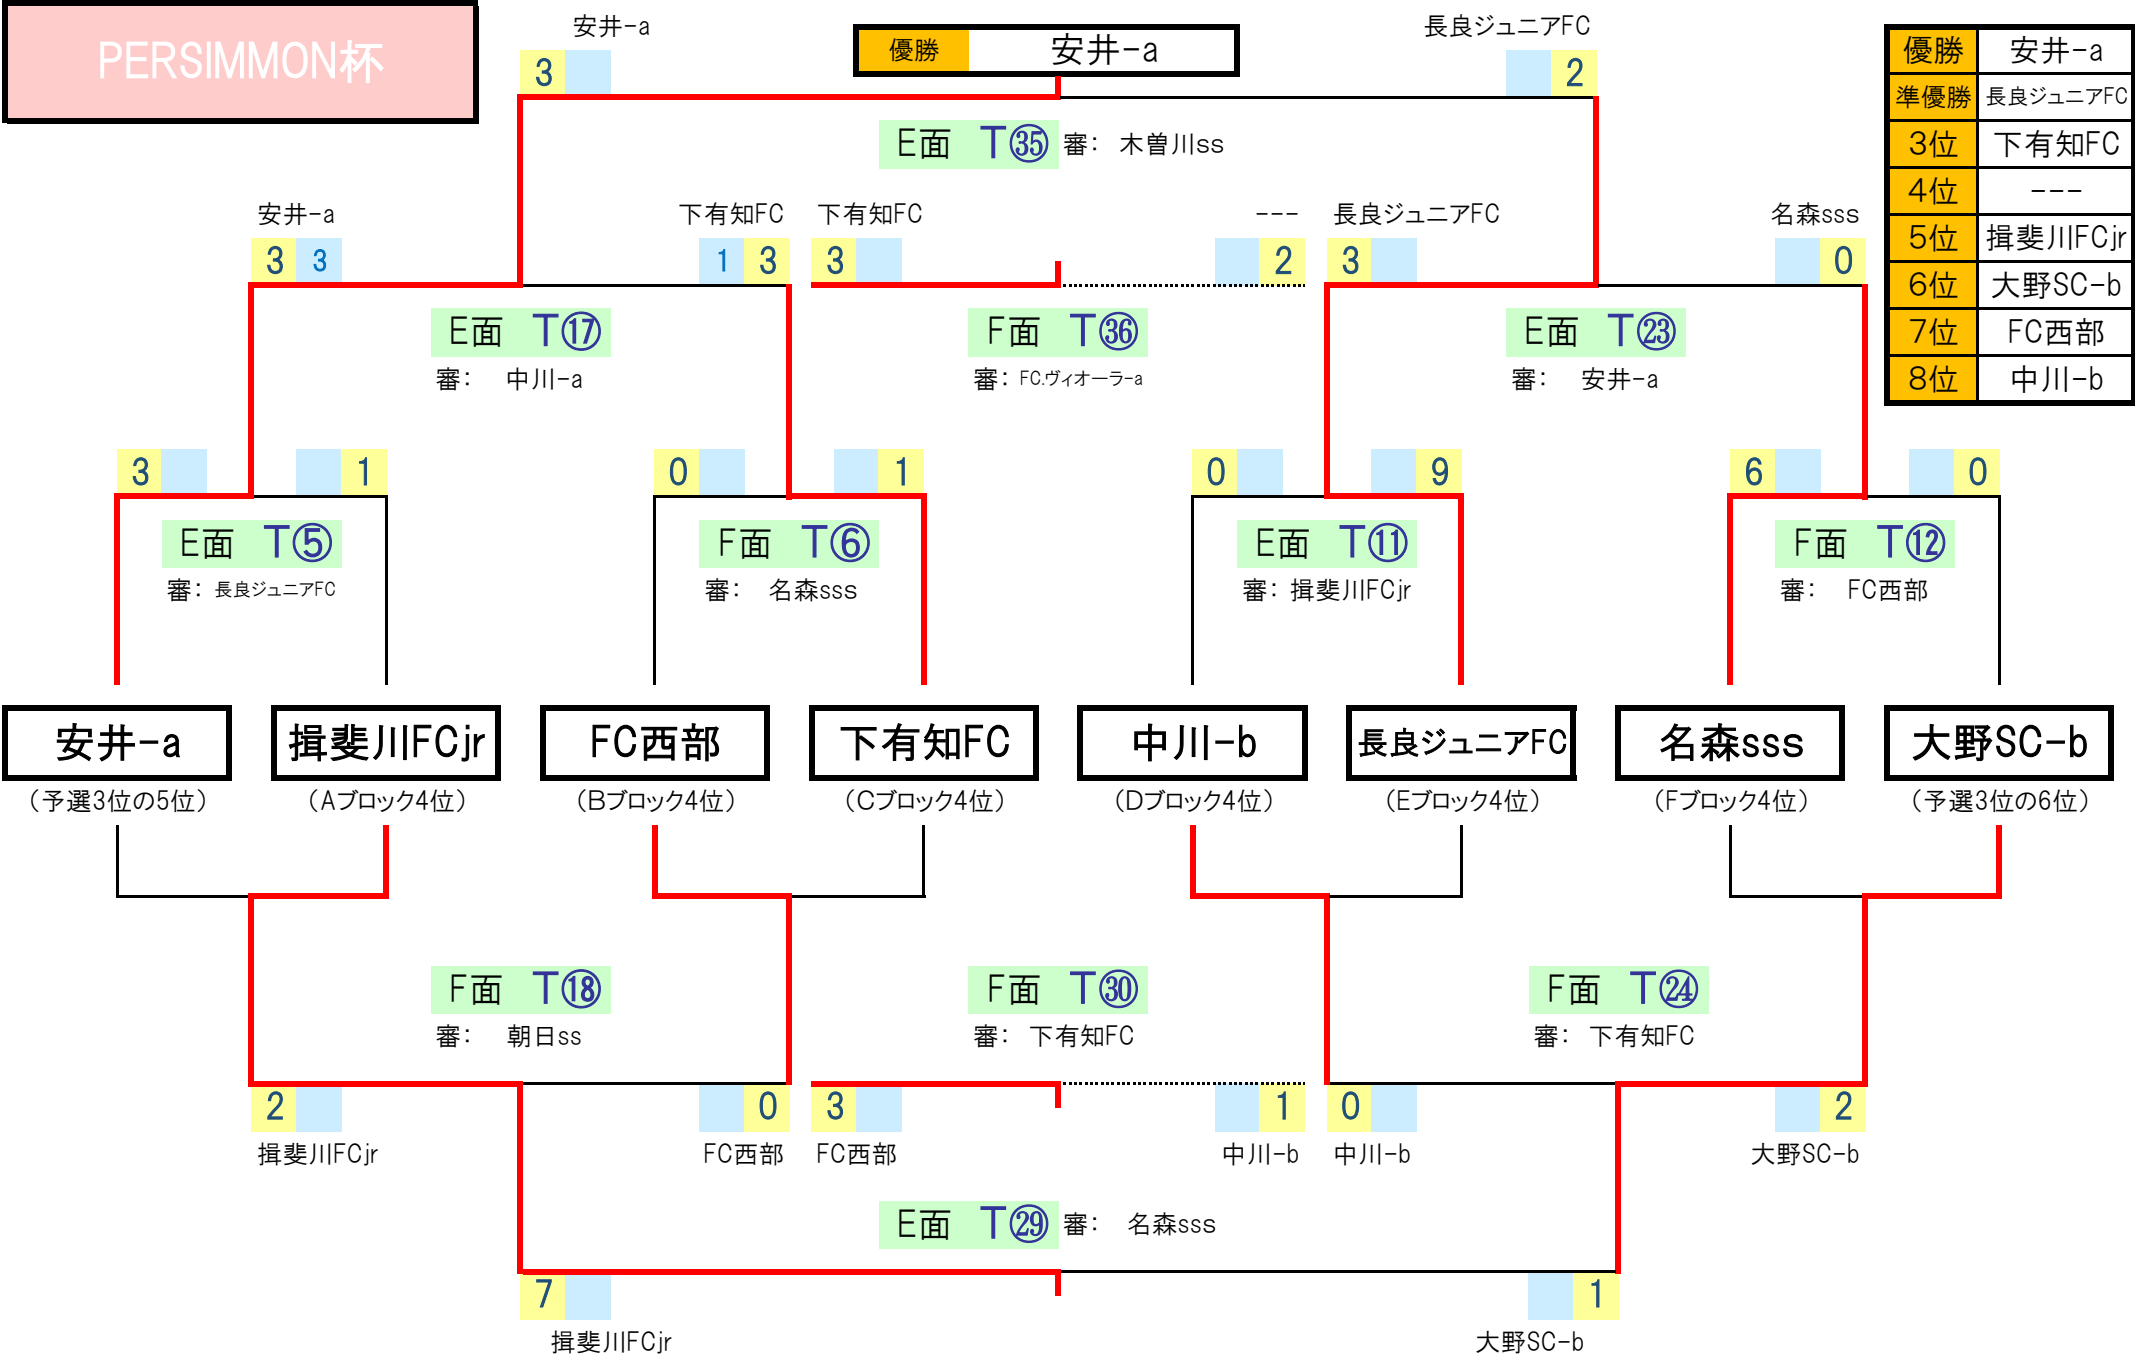 PERSIMMON杯
安井-a
長良ジュニアFC
優勝 安井-a
3
2
E面 T㉟ 審： 木曽川ss
優勝 安井-a
準優勝 長良ジュニアFC
3位 下有知FC
4位 ---
5位 揖斐川FCjr
6位 大野SC-b
7位 FC西部
8位 中川-b
安井-a
下有知FC
下有知FC
---
長良ジュニアFC
名森sss
3 3
1 3
3
2
3
0
E面 T⑰
F面 T㊱
E面 T㉓
審： 中川-a
審： FC.ヴィオーラ-a
審： 安井-a
3
1
0
1
0
9
6
0
E面 T⑤
F面 T⑥
E面 T⑪
F面 T⑫
審： 長良ジュニアFC
審： 名森sss
審： 揖斐川FCjr
審： FC西部
安井-a
揖斐川FCjr
FC西部
下有知FC
中川-b
長良ジュニアFC
名森sss
大野SC-b
（予選3位の5位）
（Aブロック4位）
（Bブロック4位）
（Cブロック4位）
（Dブロック4位）
（Eブロック4位）
（Fブロック4位）
（予選3位の6位）
F面 T⑱
F面 T㉚
F面 T㉔
審： 朝日ss
審： 下有知FC
審： 下有知FC
2
0
3
1
0
2
揖斐川FCjr
FC西部
FC西部
中川-b
中川-b
大野SC-b
E面 T㉙ 審： 名森sss
7
1
揖斐川FCjr
大野SC-b